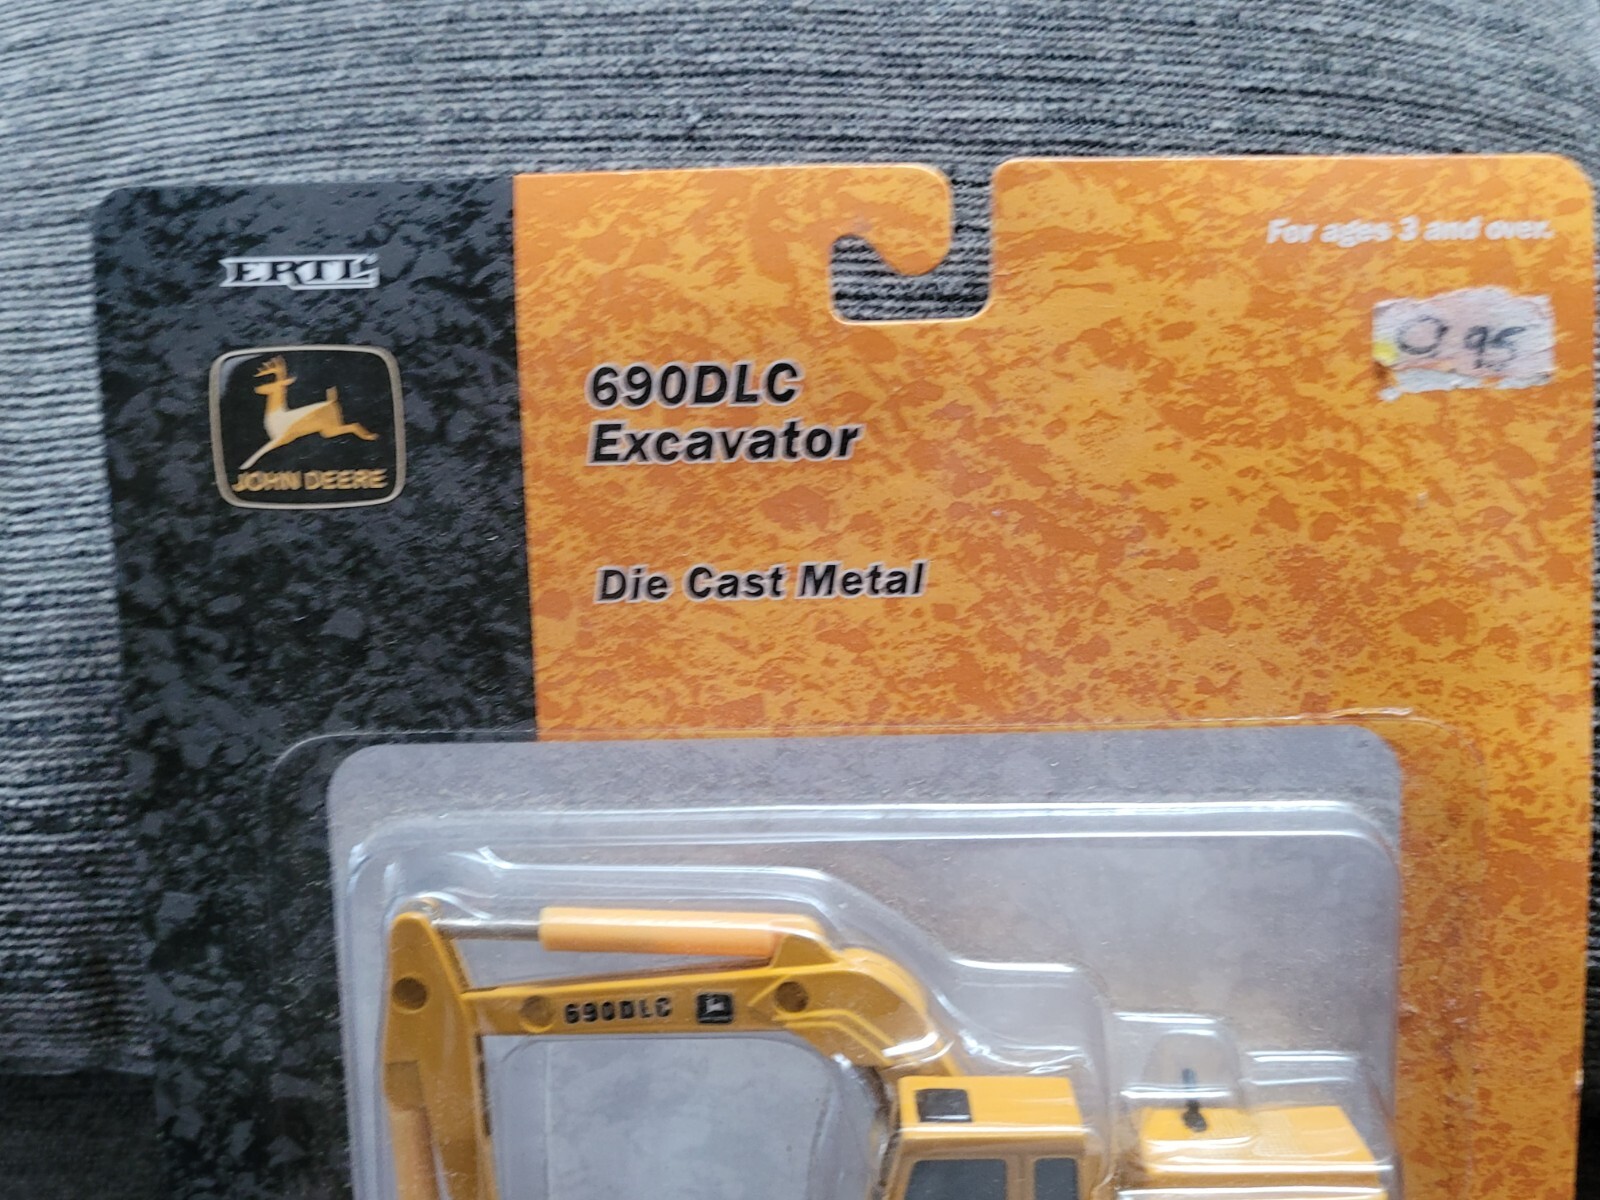 ERTL
JOHN DEERE
For ages 3 and over.
690DLC
Excavator
Die Cast Metal
690DLC